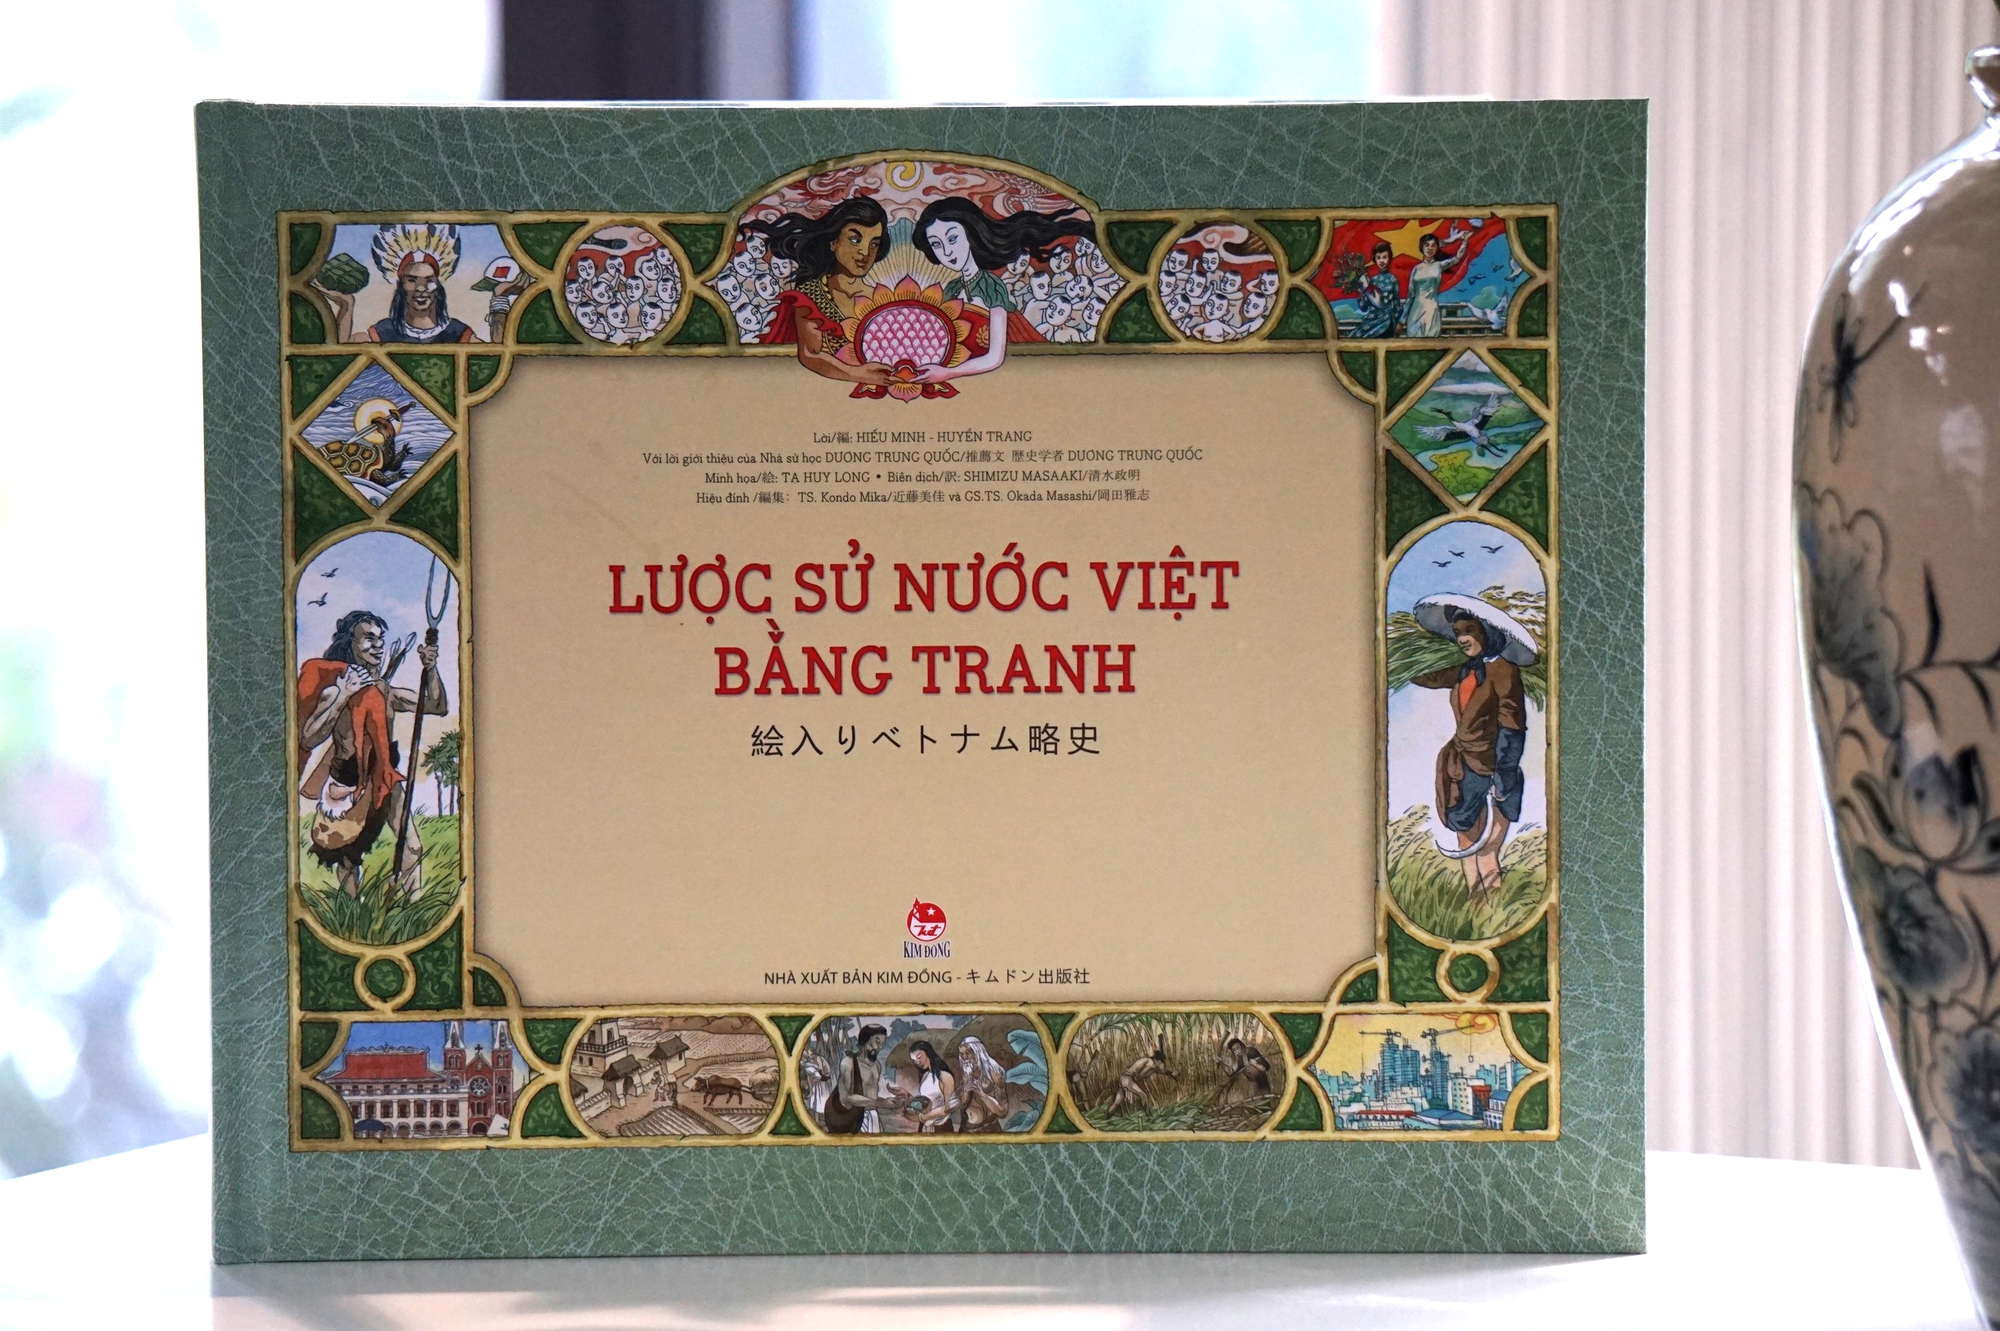 Lời/編: HIẾU MINH - HUYỀN TRANG
Với lời giới thiệu của Nhà sử học DƯƠNG TRUNG QUỐC/推薦文 歴史学者 DƯƠNG TRUNG QUỐC
Minh họa/絵: TẠ HUY LONG • Biên dịch/訳: SHIMIZU MASAAKI/清水政明
Hiệu đính /編集: TS. Kondo Mika/近藤美佳 và GS.TS. Okada Masashi/岡田雅志
LƯỢC SỬ NƯỚC VIỆT
BẰNG TRANH
絵入りベトナム略史
KIM ĐỒNG
NHÀ XUẤT BẢN KIM ĐỒNG - キムドン出版社